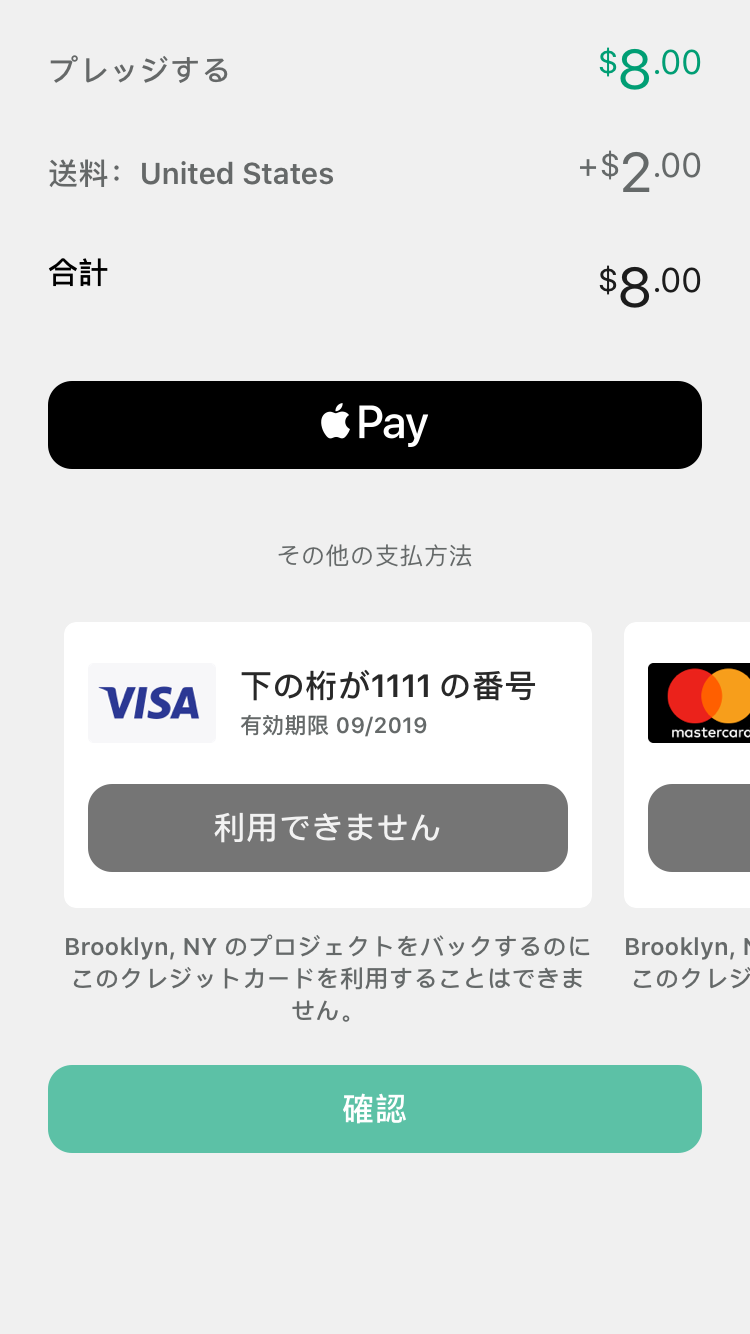 プレッジする $8.00
送料: United States +$2.00
合計 $8.00
Pay
その他の支払方法
VISA 下の桁が1111 の番号
有効期限 09/2019
mastercard
利用できません
Brooklyn, NY のプロジェクトをバックするのに
このクレジットカードを利用することはできま
せん。
Brooklyn, N
このクレジ
確認